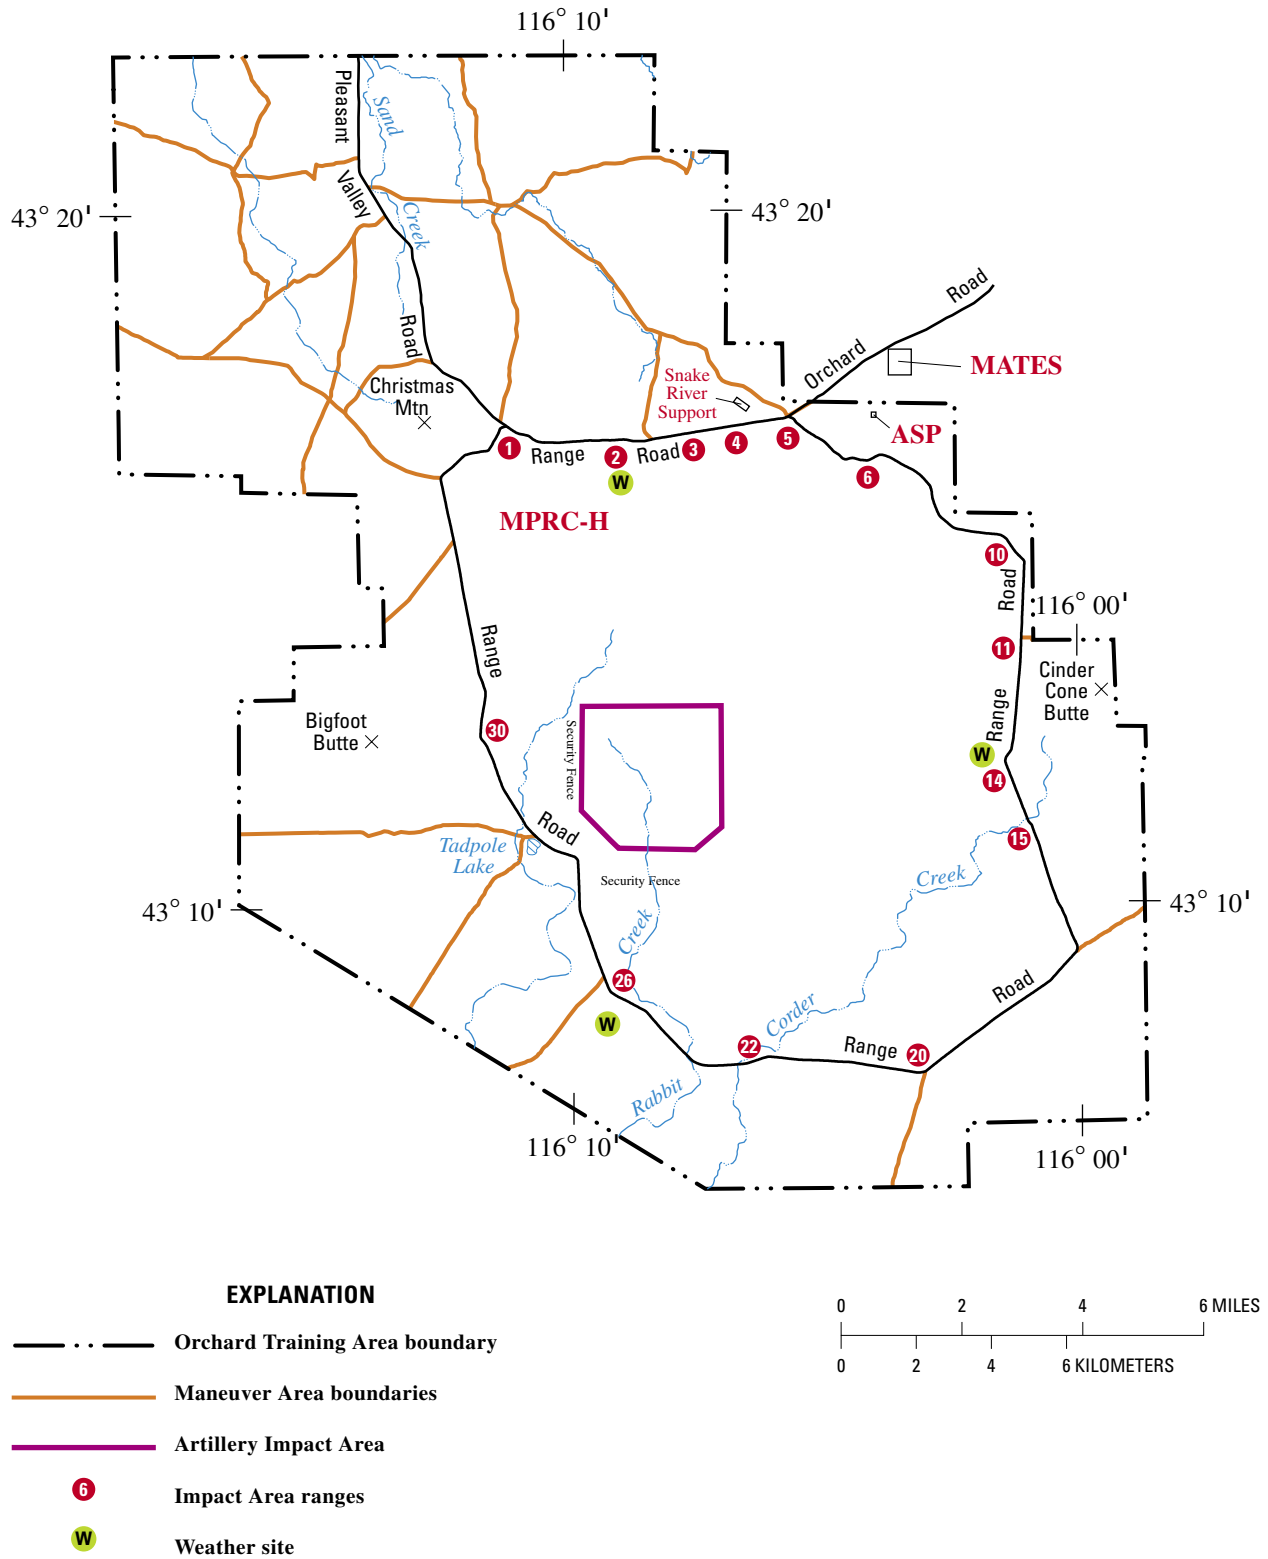 116° 10'
Pleasant
Sand
Valley
Creek
43° 20'
43° 20'
Road
Road
Orchard
MATES
Christmas
Mtn
Snake
River
Support
ASP
1
Range
2
Road
3
4
5
6
W
MPRC-H
10
Road
116° 00'
11
Cinder
Cone
Butte
Range
Range
Bigfoot
Butte
30
Security Fence
W
14
15
Road
Tadpole
Lake
Security Fence
Creek
43° 10'
43° 10'
Creek
26
Road
W
Corder
22
Range
20
Rabbit
116° 10'
116° 00'
EXPLANATION
Orchard Training Area boundary
Maneuver Area boundaries
Artillery Impact Area
6
Impact Area ranges
W
Weather site
0 2 4 6 MILES
0 2 4 6 KILOMETERS